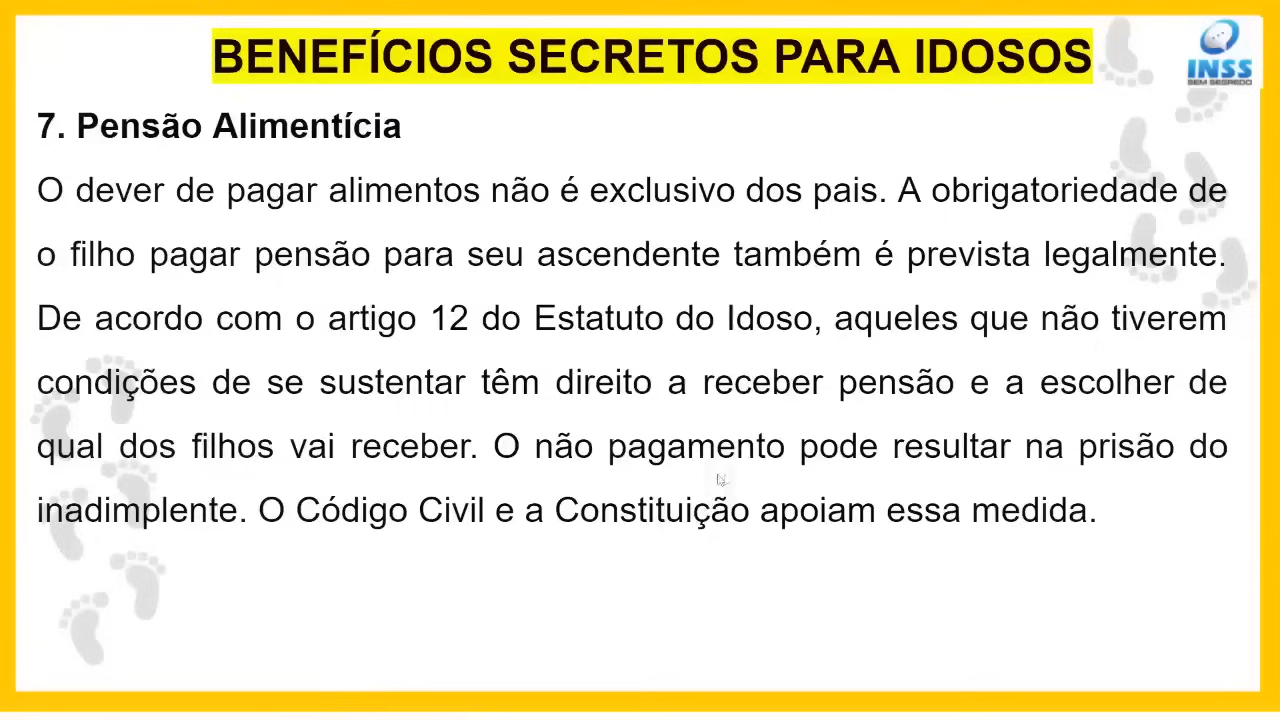 BENEFÍCIOS SECRETOS PARA IDOSOS
INSS
SEM SEGREDO
7. Pensão Alimentícia
O dever de pagar alimentos não é exclusivo dos pais. A obrigatoriedade de
o filho pagar pensão para seu ascendente também é prevista legalmente.
De acordo com o artigo 12 do Estatuto do Idoso, aqueles que não tiverem
condições de se sustentar têm direito a receber pensão e a escolher de
qual dos filhos vai receber. O não pagamento pode resultar na prisão do
inadimplente. O Código Civil e a Constituição apoiam essa medida.